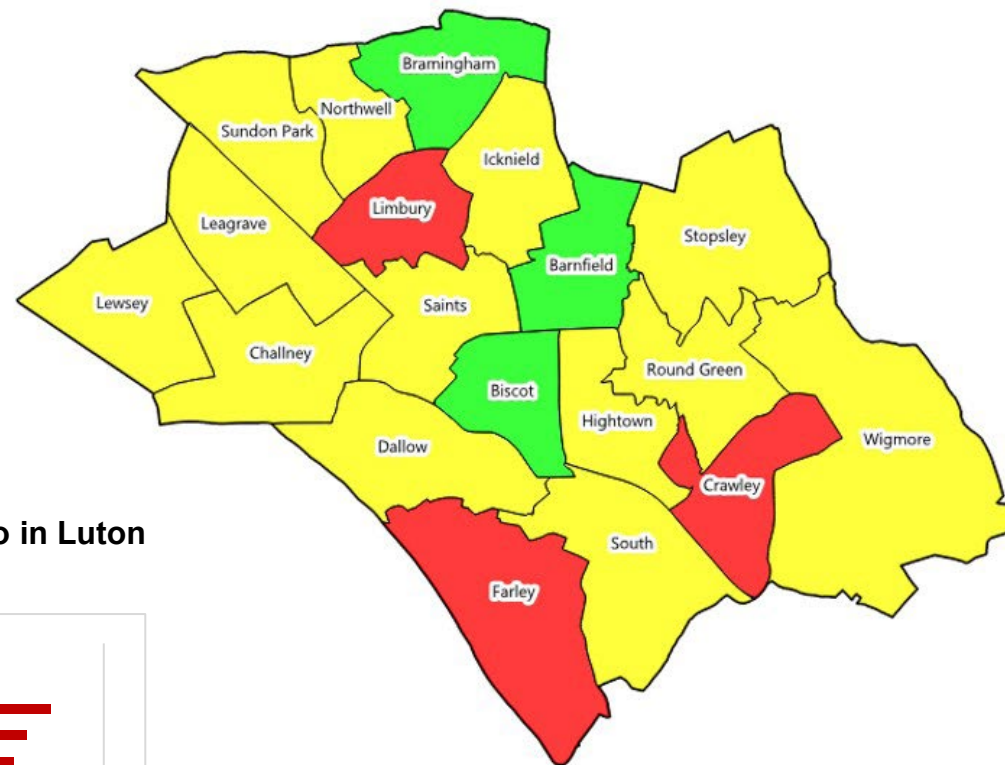 Bramingham
Northwell
Sundon Park
Icknield
Limbury
Leagrave
Stopsley
Barnfield
Lewsey
Saints
Challney
Round Green
Biscot
Hightown
Dallow
Wigmore
Crawley
in Luton
South
Farley